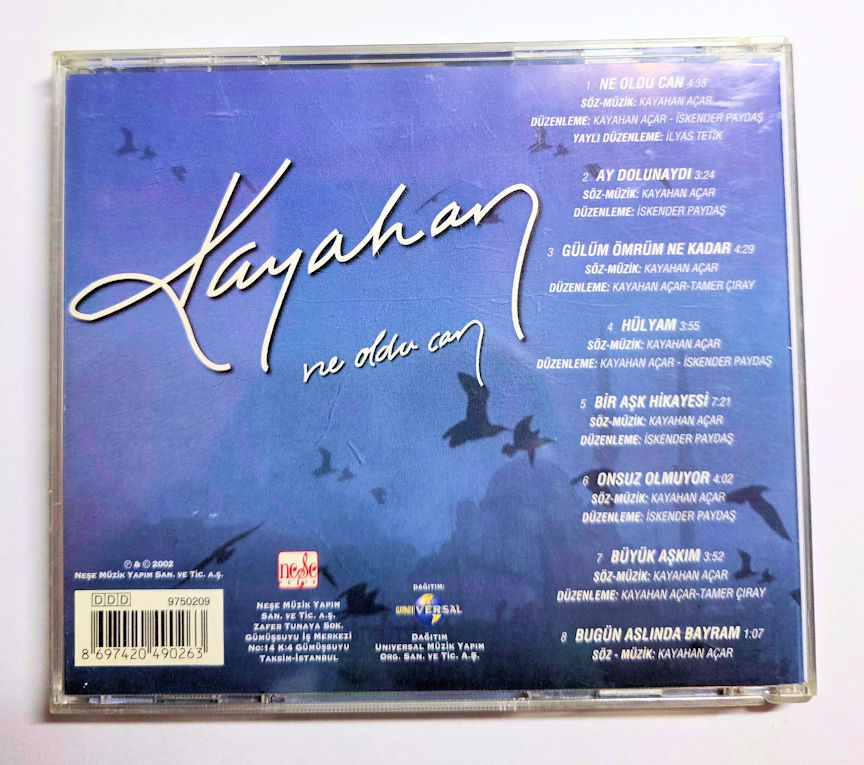 Kayahan
ne oldu can
1 NE OLDU CAN 4:38
SÖZ-MÜZİK: KAYAHAN AÇAR
DÜZENLEME: KAYAHAN AÇAR - İSKENDER PAYDAŞ
YAYLI DÜZENLEME: İLYAS TETİK
2 AY DOLUNAYDI 3:24
SÖZ-MÜZİK: KAYAHAN AÇAR
DÜZENLEME: İSKENDER PAYDAŞ
3 GÜLÜM ÖMRÜM NE KADAR 4:29
SÖZ-MÜZİK: KAYAHAN AÇAR
DÜZENLEME: KAYAHAN AÇAR-TAMER ÇIRAY
4 HÜLYAM 3:55
SÖZ-MÜZİK: KAYAHAN AÇAR
DÜZENLEME: KAYAHAN AÇAR - İSKENDER PAYDAŞ
5 BİR AŞK HİKAYESİ 7:21
SÖZ-MÜZİK: KAYAHAN AÇAR
DÜZENLEME: İSKENDER PAYDAŞ
6 ONSUZ OLMUYOR 4:02
SÖZ-MÜZİK: KAYAHAN AÇAR
DÜZENLEME: İSKENDER PAYDAŞ
7 BÜYÜK AŞKIM 3:52
SÖZ-MÜZİK: KAYAHAN AÇAR
DÜZENLEME: KAYAHAN AÇAR-TAMER ÇIRAY
8 BUGÜN ASLINDA BAYRAM 1:07
SÖZ - MÜZİK: KAYAHAN AÇAR
℗ & © 2002
NEŞE MÜZİK YAPIM SAN. VE TİC. A.Ş.
DDD 9750209
8 697420 490263
neşe
müzik
NEŞE MÜZİK YAPIM
SAN. VE TİC. A.Ş.
ZAFER TUNAYA SOK.
GÜMÜŞSUYU İŞ MERKEZİ
NO:14 K:4 GÜMÜŞSUYU
TAKSİM-İSTANBUL
DAĞITIM:
UNIVERSAL
DAĞITIM
UNIVERSAL MÜZİK YAPIM
ORG. SAN. VE TİC. A.Ş.